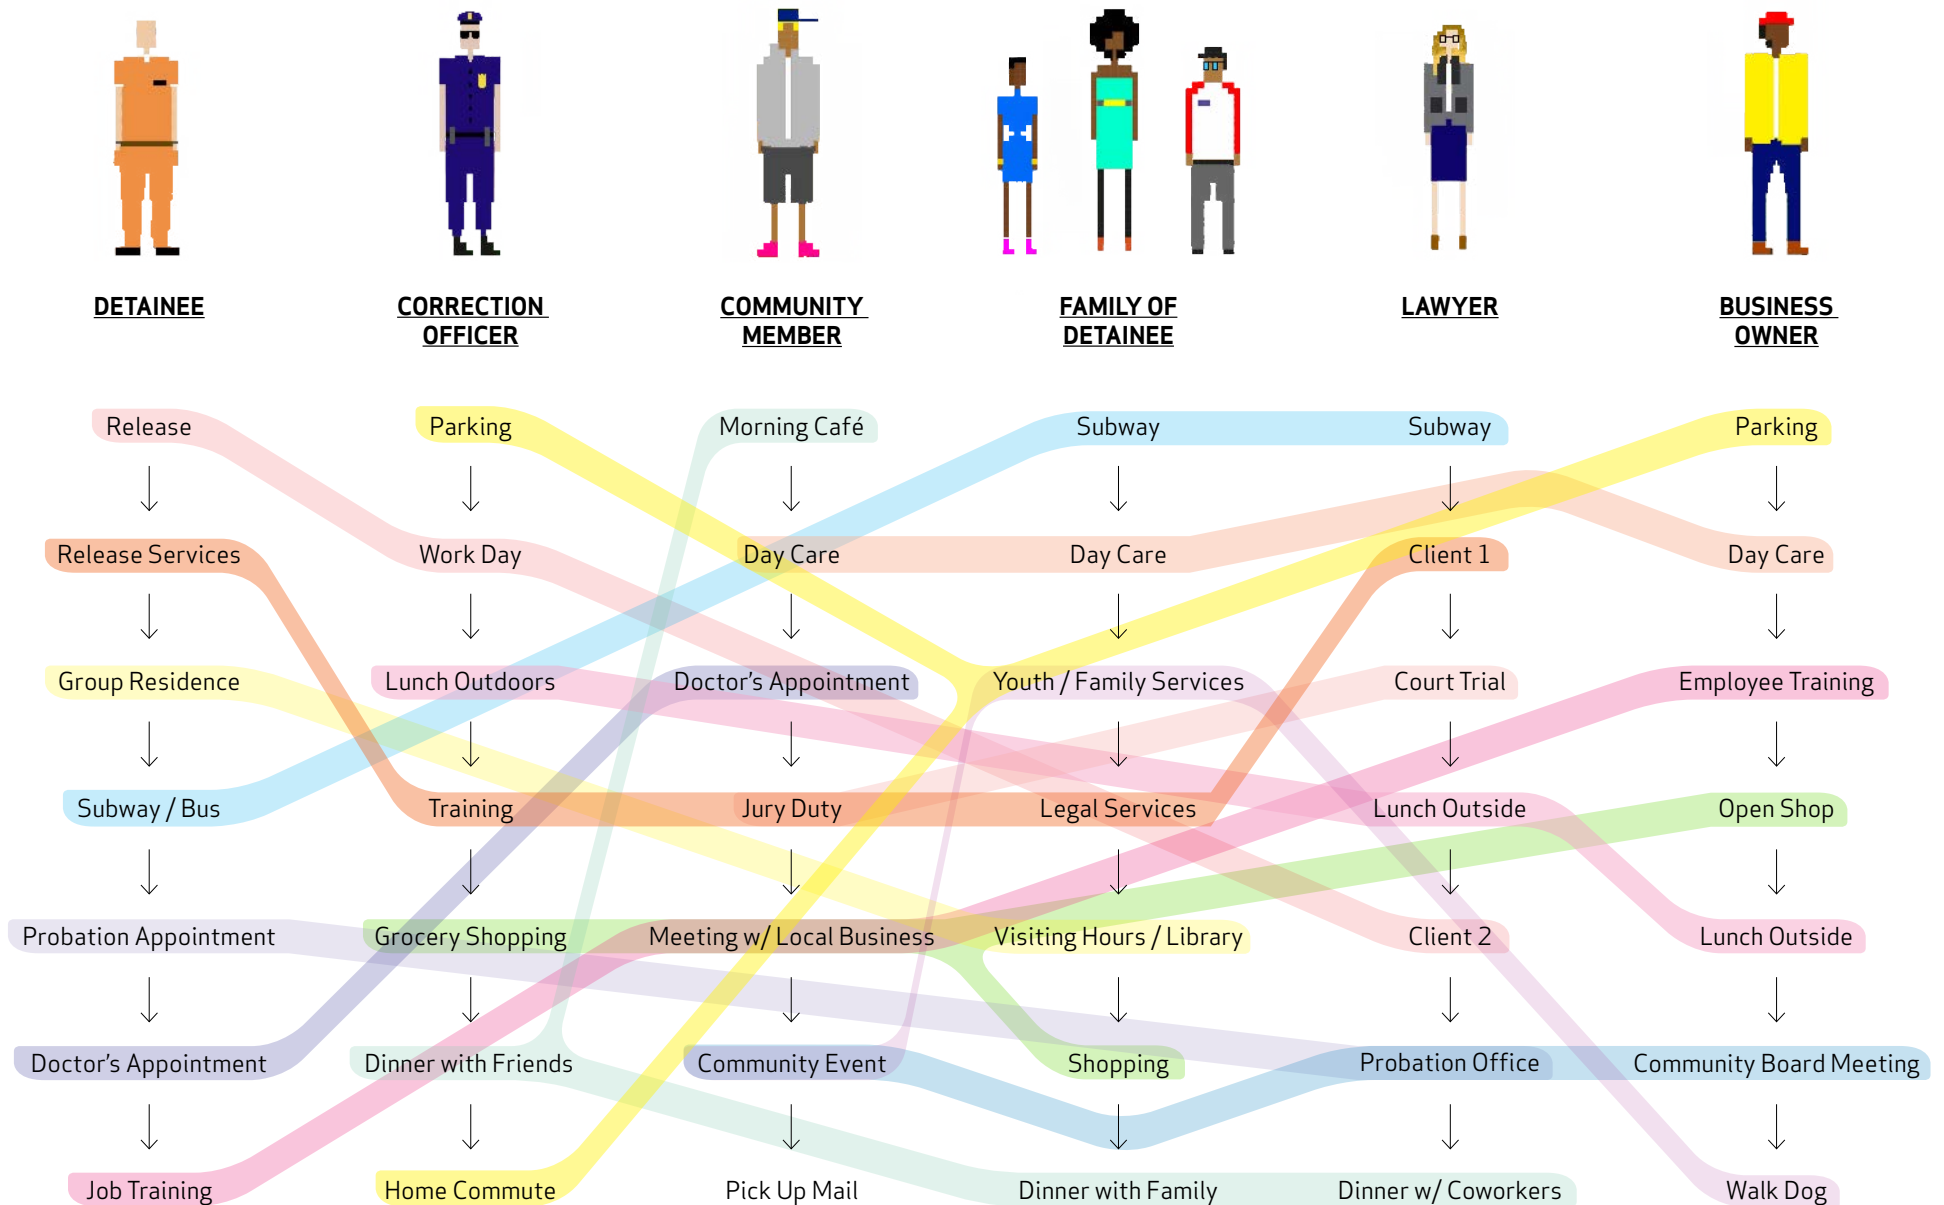 DETAINEE
CORRECTION
OFFICER
COMMUNITY
MEMBER
FAMILY OF
DETAINEE
LAWYER
BUSINESS
OWNER
Release
Parking
Morning Café
Subway
Subway
Parking
Release Services
Work Day
Day Care
Day Care
Client 1
Day Care
Group Residence
Lunch Outdoors
Doctor's Appointment
Youth / Family Services
Court Trial
Employee Training
Subway / Bus
Training
Jury Duty
Legal Services
Lunch Outside
Open Shop
Probation Appointment
Grocery Shopping
Meeting w/ Local Business
Visiting Hours / Library
Client 2
Lunch Outside
Doctor's Appointment
Dinner with Friends
Community Event
Shopping
Probation Office
Community Board Meeting
Job Training
Home Commute
Pick Up Mail
Dinner with Family
Dinner w/ Coworkers
Walk Dog